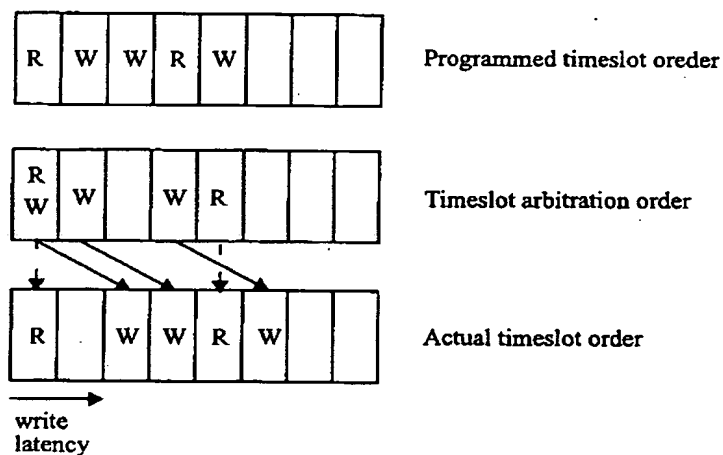 R W W R W Programmed timeslot oreder
R
W W W R Timeslot arbitration order
R W W R W Actual timeslot order
write
latency